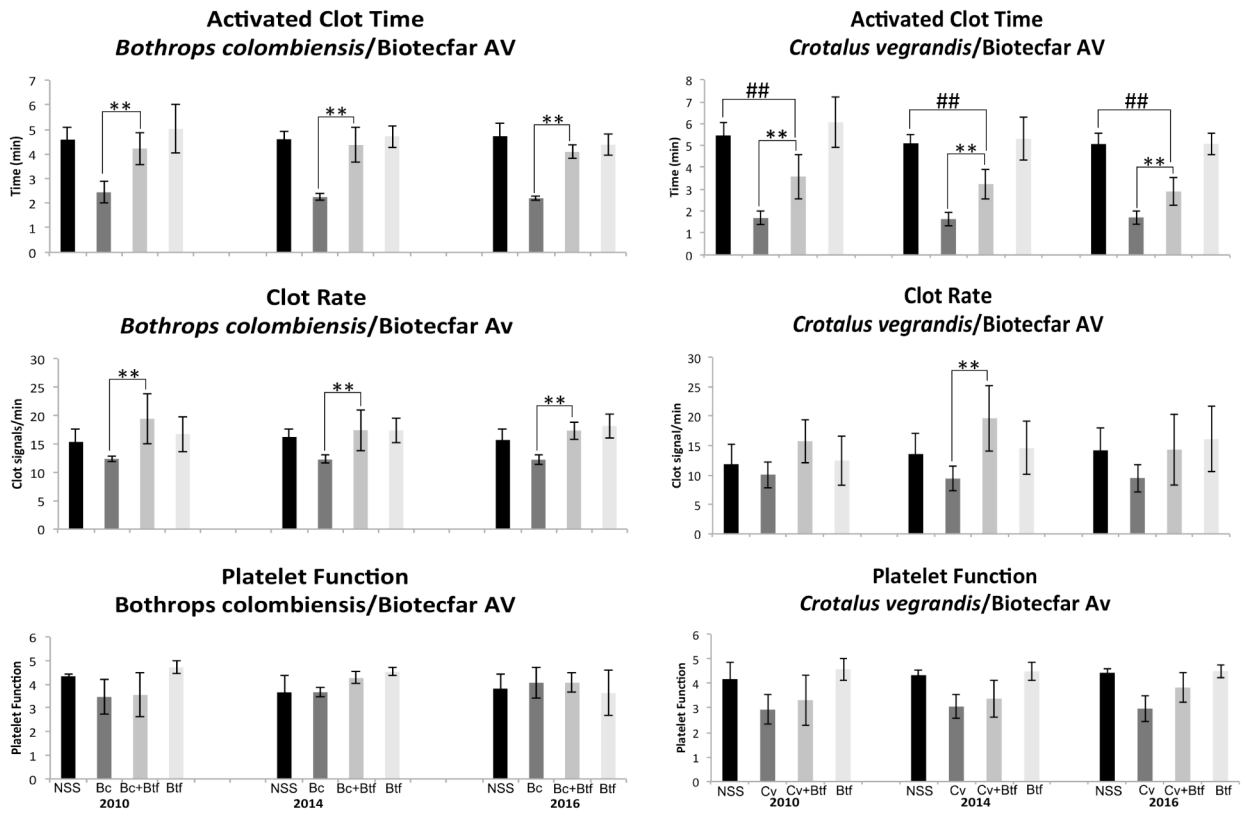 Activated Clot Time
Bothrops colombiensis/Biotecfar AV
Time (min)
7
6
5
4
3
2
1
0
**
**
**
Activated Clot Time
Crotalus vegrandis/Biotecfar AV
Time (min)
8
7
6
5
4
3
2
1
0
##
**
##
**
##
**
Clot Rate
Bothrops colombiensis/Biotecfar Av
Clot signals/min
30
25
20
15
10
5
0
**
**
**
Clot Rate
Crotalus vegrandis/Biotecfar AV
Clot signal/min
30
25
20
15
10
5
0
**
Platelet Function
Bothrops colombiensis/Biotecfar AV
Platelet Function
6
5
4
3
2
1
0
NSS Bc Bc+Btf Btf NSS Bc Bc+Btf Btf NSS Bc Bc+Btf Btf
2010 2014 2016
Platelet Function
Crotalus vegrandis/Biotecfar Av
Platelet Function
6
5
4
3
2
1
0
NSS Cv Cv+Btf Btf NSS Cv Cv+Btf Btf NSS Cv Cv+Btf Btf
2010 2014 2016